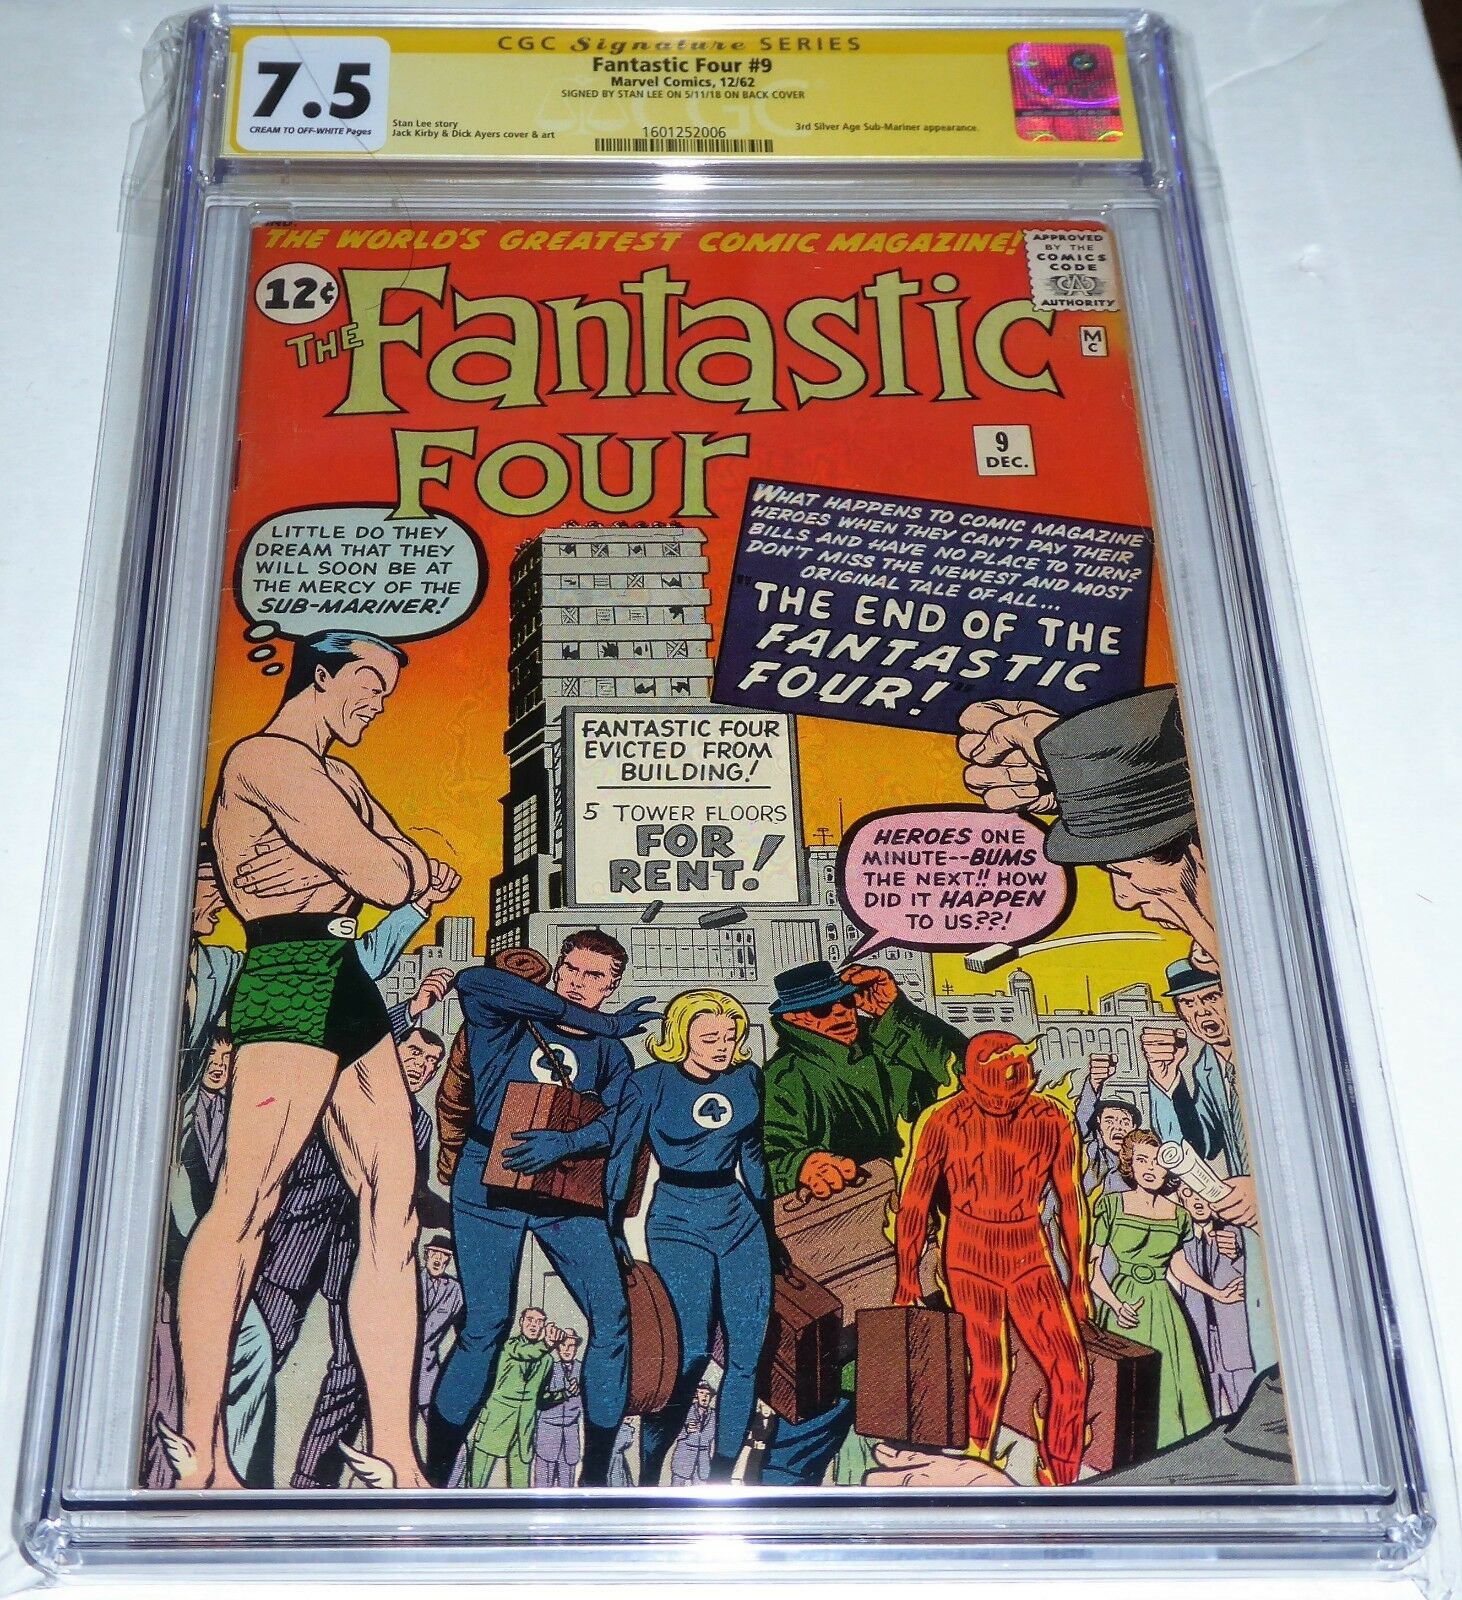 CGC Signature SERIES
7.5
CREAM TO OFF-WHITE Pages
Fantastic Four #9
Marvel Comics, 12/62
SIGNED BY STAN LEE ON 5/11/18 ON BACK COVER
Stan Lee story
Jack Kirby & Dick Ayers cover & art
3rd Silver Age Sub-Mariner appearance.
1601252006
IND.
THE WORLD'S GREATEST COMIC MAGAZINE!
12¢
APPROVED
BY THE
COMICS
CODE
AUTHORITY
MC
THE FANTASTIC
FOUR
9
DEC.
LITTLE DO THEY
DREAM THAT THEY
WILL SOON BE AT
THE MERCY OF THE
SUB-MARINER!
WHAT HAPPENS TO COMIC MAGAZINE
HEROES WHEN THEY CAN'T PAY THEIR
BILLS AND HAVE NO PLACE TO TURN?
DON'T MISS THE NEWEST AND MOST
ORIGINAL TALE OF ALL...
"THE END OF THE
FANTASTIC
FOUR!"
FANTASTIC FOUR
EVICTED FROM
BUILDING!
5 TOWER FLOORS
FOR
RENT!
HEROES ONE
MINUTE--BUMS
THE NEXT!! HOW
DID IT HAPPEN
TO US??!
S
4
4